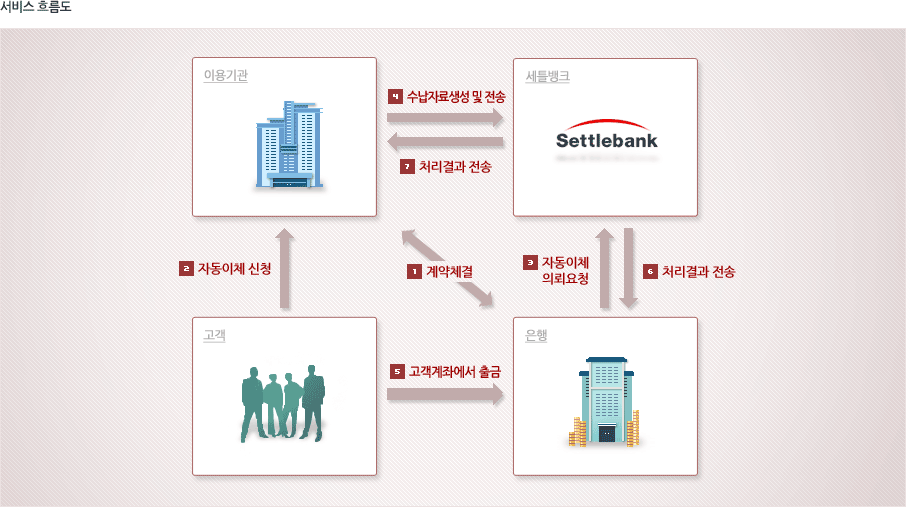 서비스 흐름도
이용기관
세틀뱅크
4 수납자료생성 및 전송
Settlebank
7 처리결과 전송
2 자동이체 신청
1 계약체결
3 자동이체
의뢰요청
6 처리결과 전송
고객
은행
5 고객계좌에서 출금